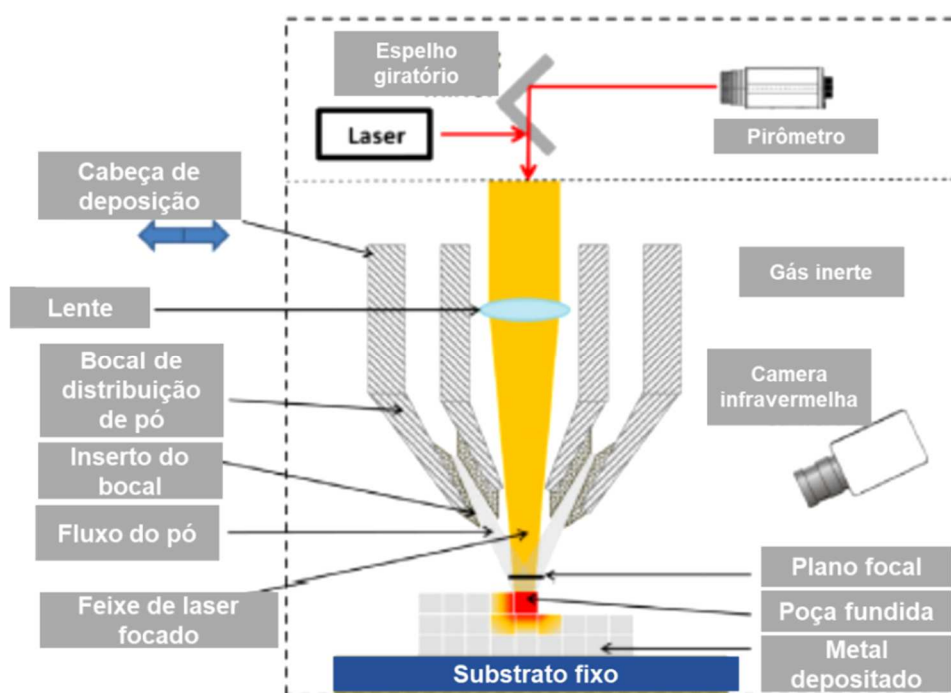 Espelho
giratório
Laser
Pirômetro
Cabeça de
deposição
Gás inerte
Lente
Bocal de
distribuição
de pó
Camera
infravermelha
Inserto do
bocal
Fluxo do pó
Plano focal
Feixe de laser
focado
Poça fundida
Metal
depositado
Substrato fixo